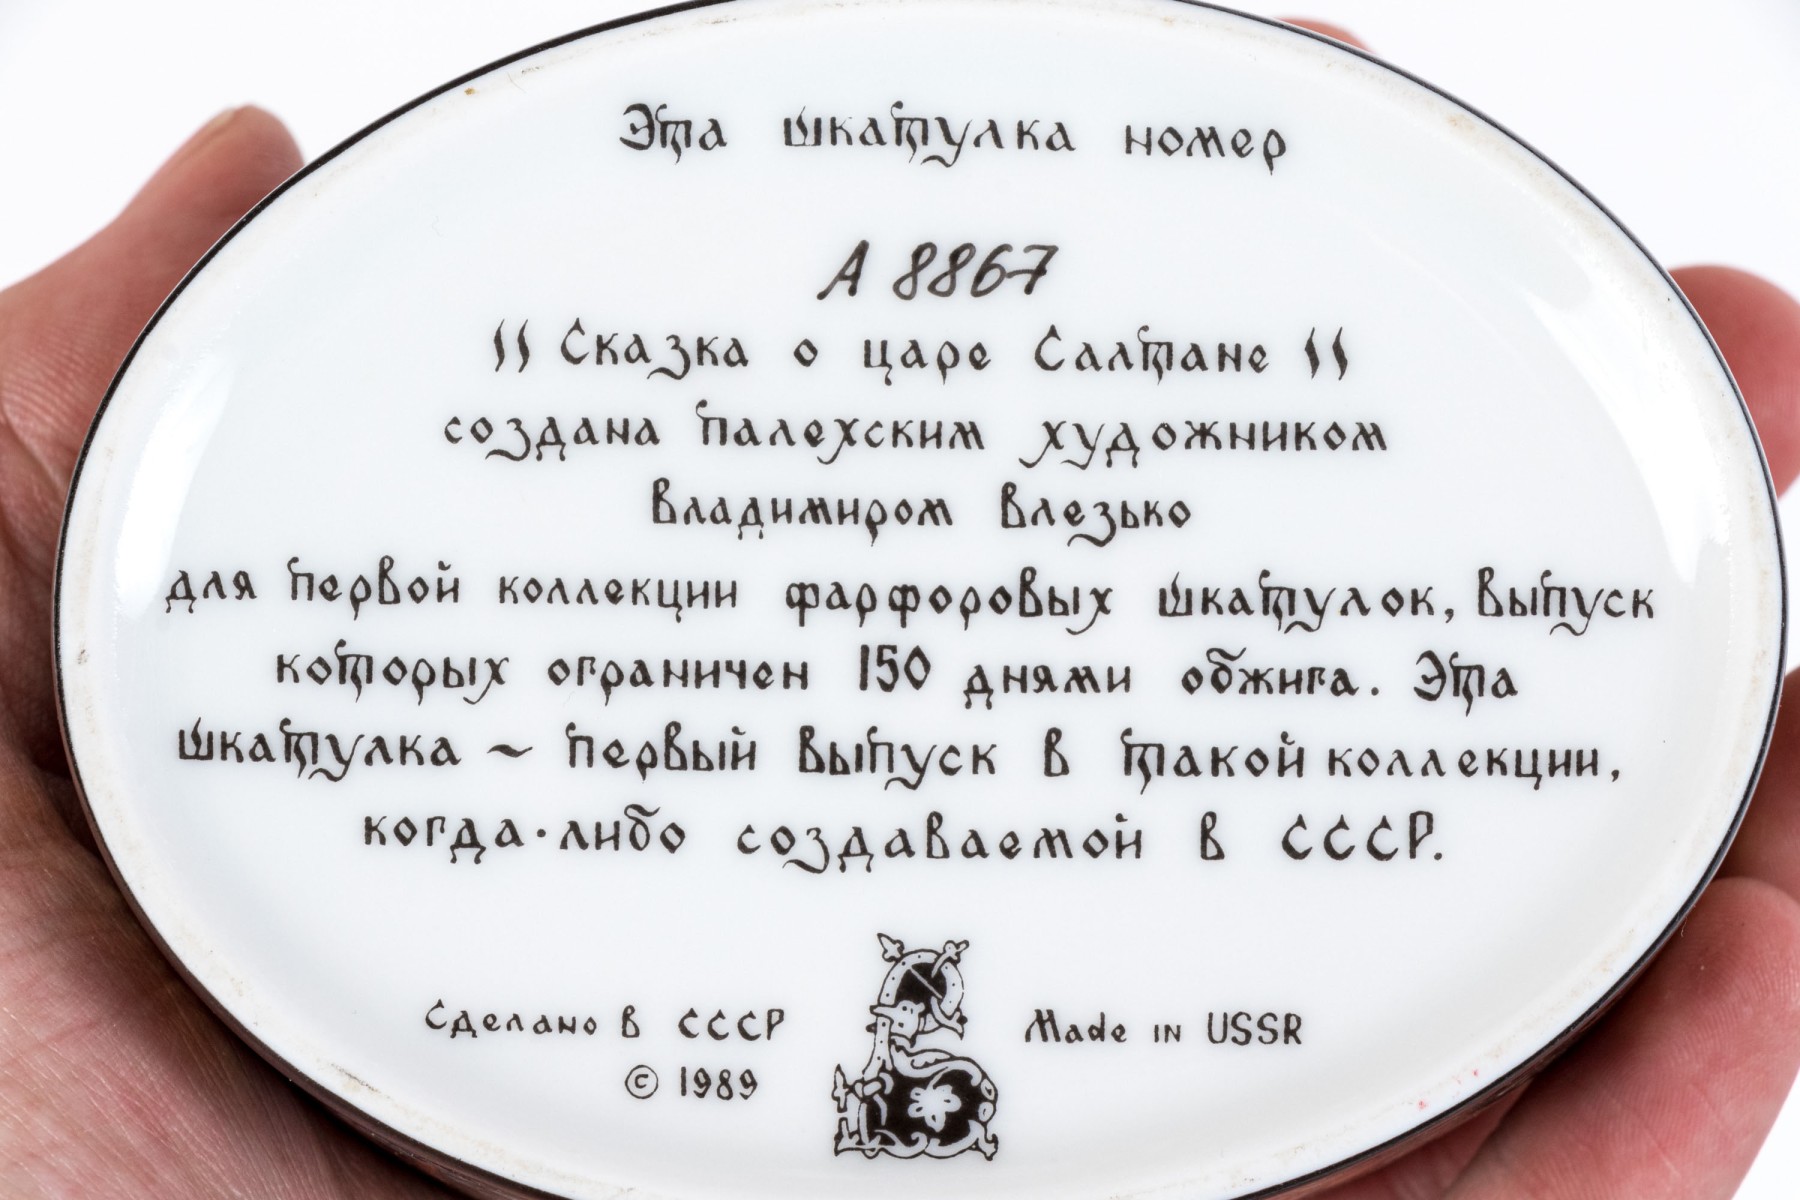 Эта шкатулка номер
А 8867
"Сказка о царе Салтане"
создана палехским художником
Владимиром Влезько
для первой коллекции фарфоровых шкатулок, выпуск
которых ограничен 150 днями обжига. Эта
шкатулка ~ первый выпуск в такой коллекции,
когда-либо создаваемой в СССР.
Сделано в СССР Made in USSR
© 1989